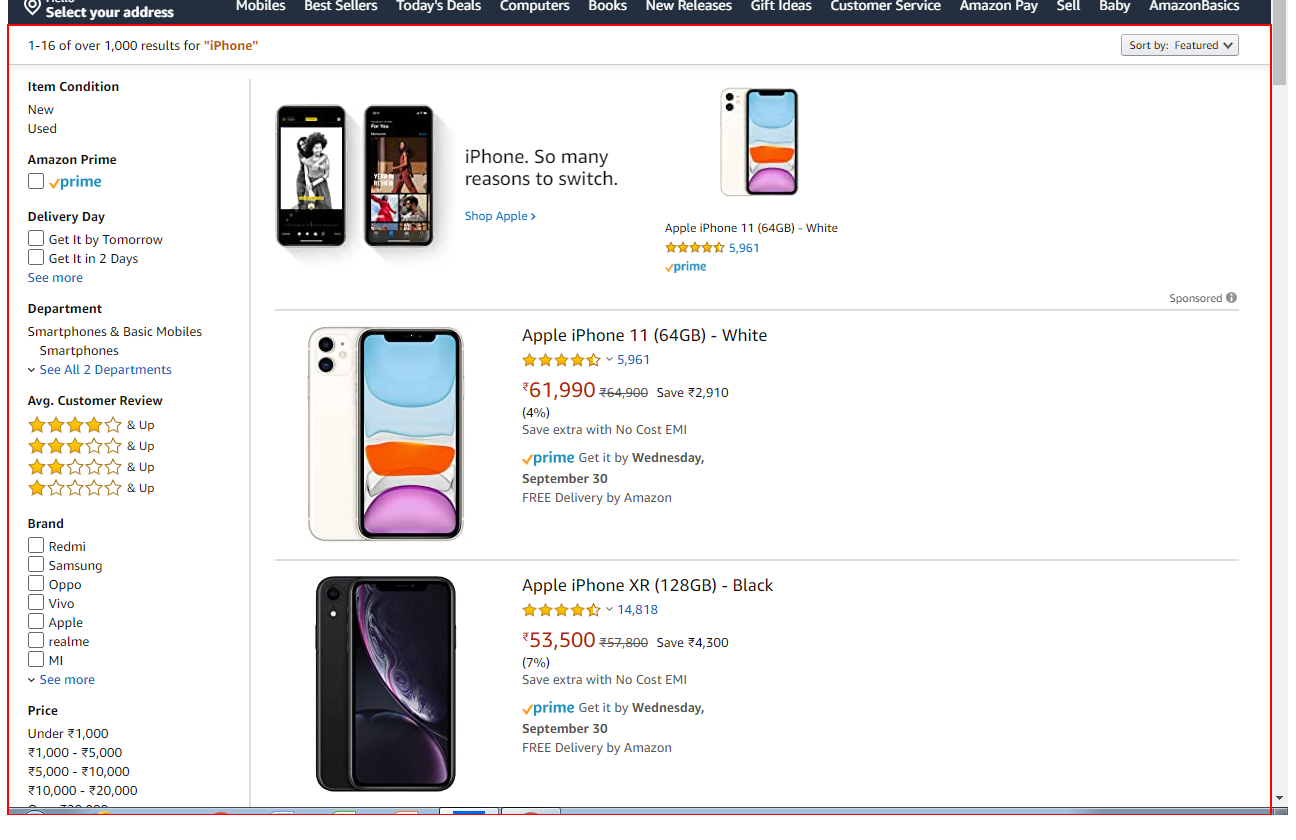 Hello
Select your address
Mobiles Best Sellers Today's Deals Computers Books New Releases Gift Ideas Customer Service Amazon Pay Sell Baby AmazonBasics
1-16 of over 1,000 results for "iPhone"
Sort by: Featured
Item Condition
New
Used
Amazon Prime
prime
Delivery Day
Get It by Tomorrow
Get It in 2 Days
See more
Department
Smartphones & Basic Mobiles
Smartphones
See All 2 Departments
Avg. Customer Review
& Up
& Up
& Up
& Up
Brand
Redmi
Samsung
Oppo
Vivo
Apple
realme
MI
See more
Price
Under ₹1,000
₹1,000 - ₹5,000
₹5,000 - ₹10,000
₹10,000 - ₹20,000
For You
YEAR IN
REVIEW
iPhone. So many
reasons to switch.
Shop Apple ›
Apple iPhone 11 (64GB) - White
5,961
prime
Sponsored
Apple iPhone 11 (64GB) - White
5,961
₹61,990 ₹64,900 Save ₹2,910
(4%)
Save extra with No Cost EMI
prime Get it by Wednesday,
September 30
FREE Delivery by Amazon
Apple iPhone XR (128GB) - Black
14,818
₹53,500 ₹57,800 Save ₹4,300
(7%)
Save extra with No Cost EMI
prime Get it by Wednesday,
September 30
FREE Delivery by Amazon